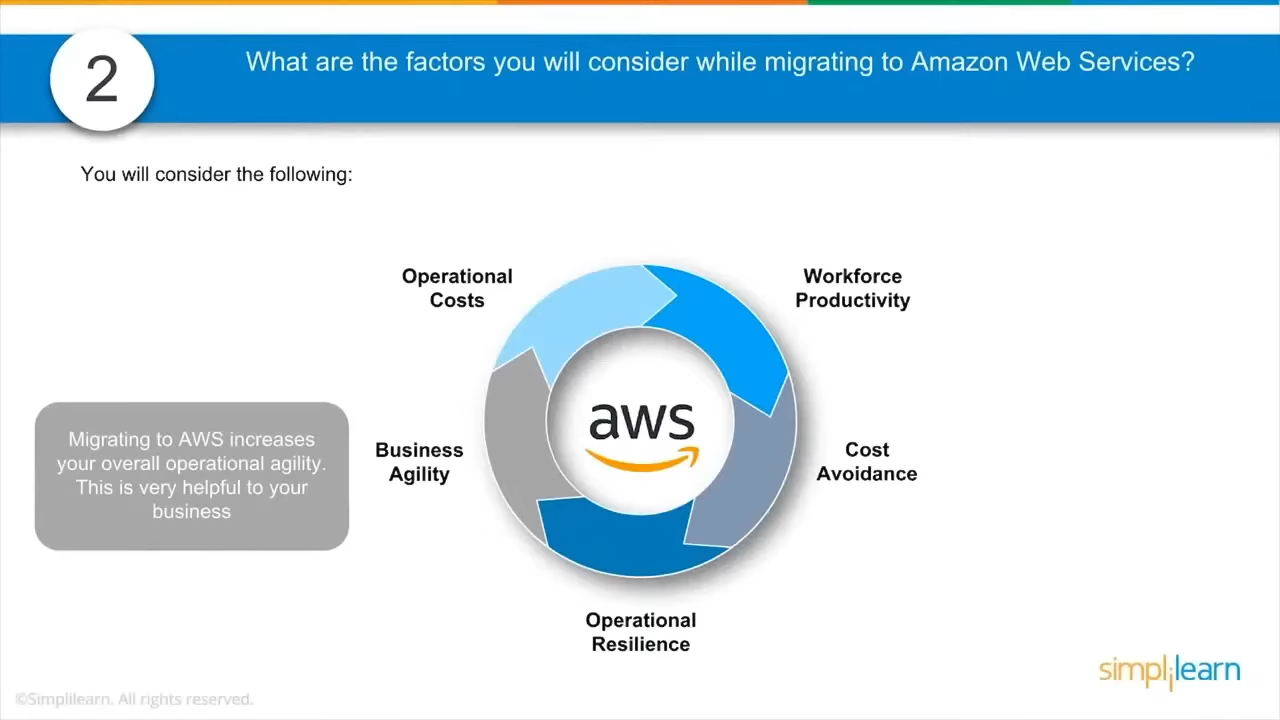 2
What are the factors you will consider while migrating to Amazon Web Services?
You will consider the following:
Operational
Costs
Workforce
Productivity
Migrating to AWS increases
your overall operational agility.
This is very helpful to your
business
Business
Agility
aws
Cost
Avoidance
Operational
Resilience
simplilearn
©Simplilearn. All rights reserved.